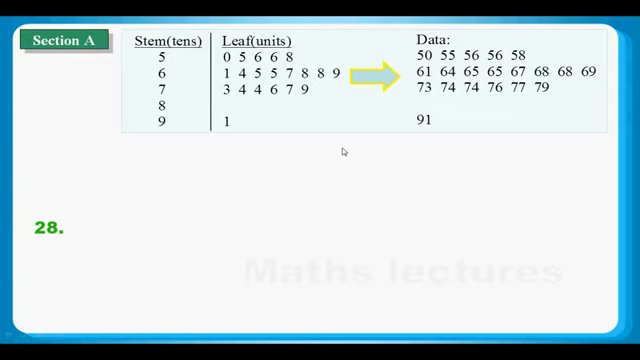 Section A
Stem(tens) Leaf(units) Data:
5 0 5 6 6 8 50 55 56 56 58
6 1 4 5 5 7 8 8 9 61 64 65 65 67 68 68 69
7 3 4 4 6 7 9 73 74 74 76 77 79
8
9 1 91
28.
Maths lectures